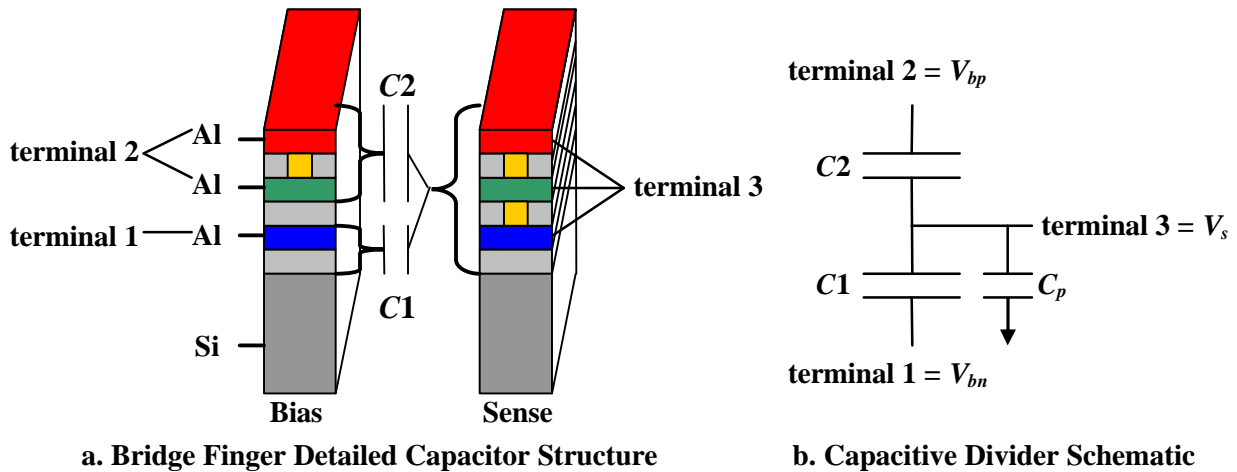 terminal 2
Al
Al
terminal 1
Al
Si
C2
C1
terminal 3
Bias
Sense
a. Bridge Finger Detailed Capacitor Structure
terminal 2 = Vbp
C2
terminal 3 = Vs
C1
Cp
terminal 1 = Vbn
b. Capacitive Divider Schematic